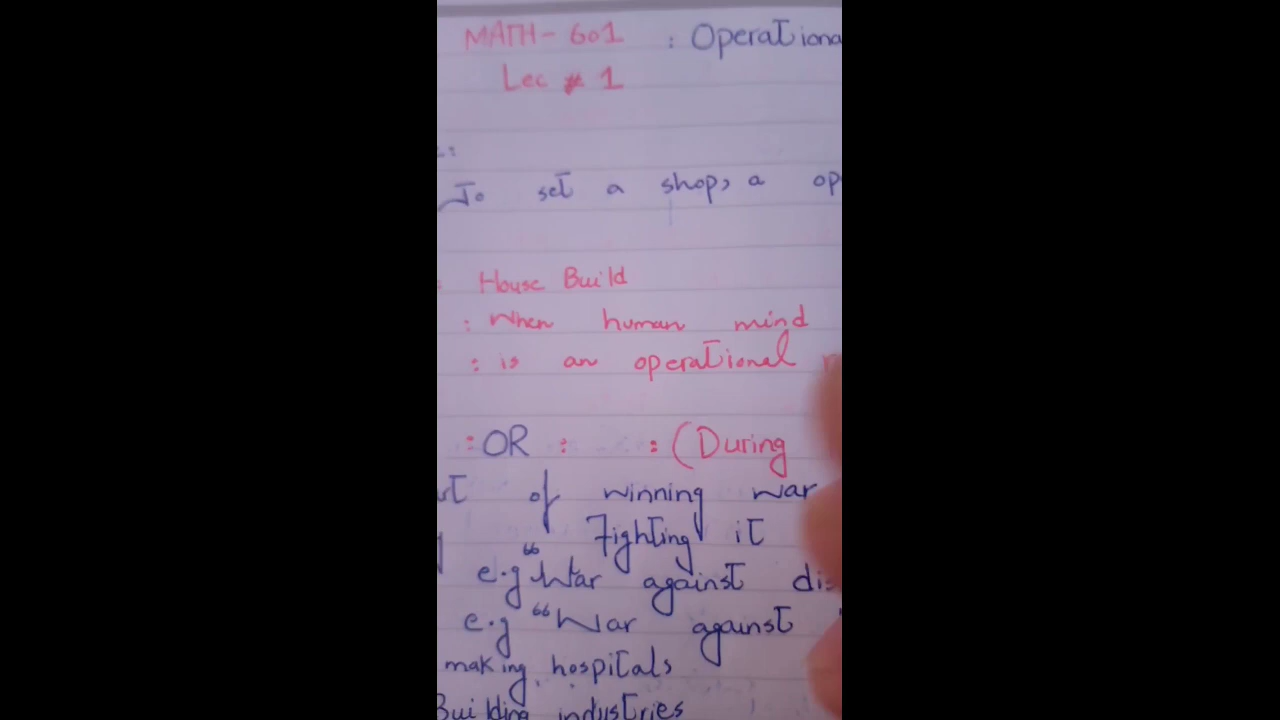 MATH-601 : Operationa
Lec # 1
To set a shop, a op
House Build
: When human mind
: is an operational
: OR : : (During
of winning war
Fighting it
e.g "War against dis
e.g "War against
making hospitals
Building industries